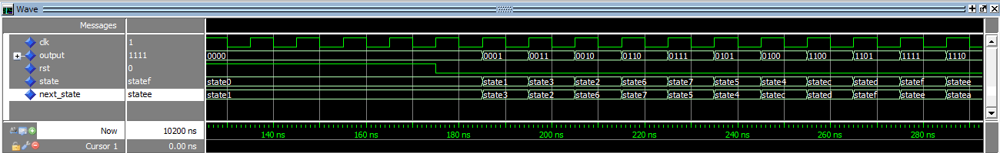 Wave
Messages
clk 1
output 1111 0000 0001 0011 0010 0110 0111 0101 0100 1100 1101 1111 1110
rst 0
state statef state0 state1 state3 state2 state6 state7 state5 state4 statec stated statef statee
next_state statee state1 state3 state2 state6 state7 state5 state4 statec stated statef statee statea
Now 10200 ns 140 ns 160 ns 180 ns 200 ns 220 ns 240 ns 260 ns 280 ns
Cursor 1 0.00 ns